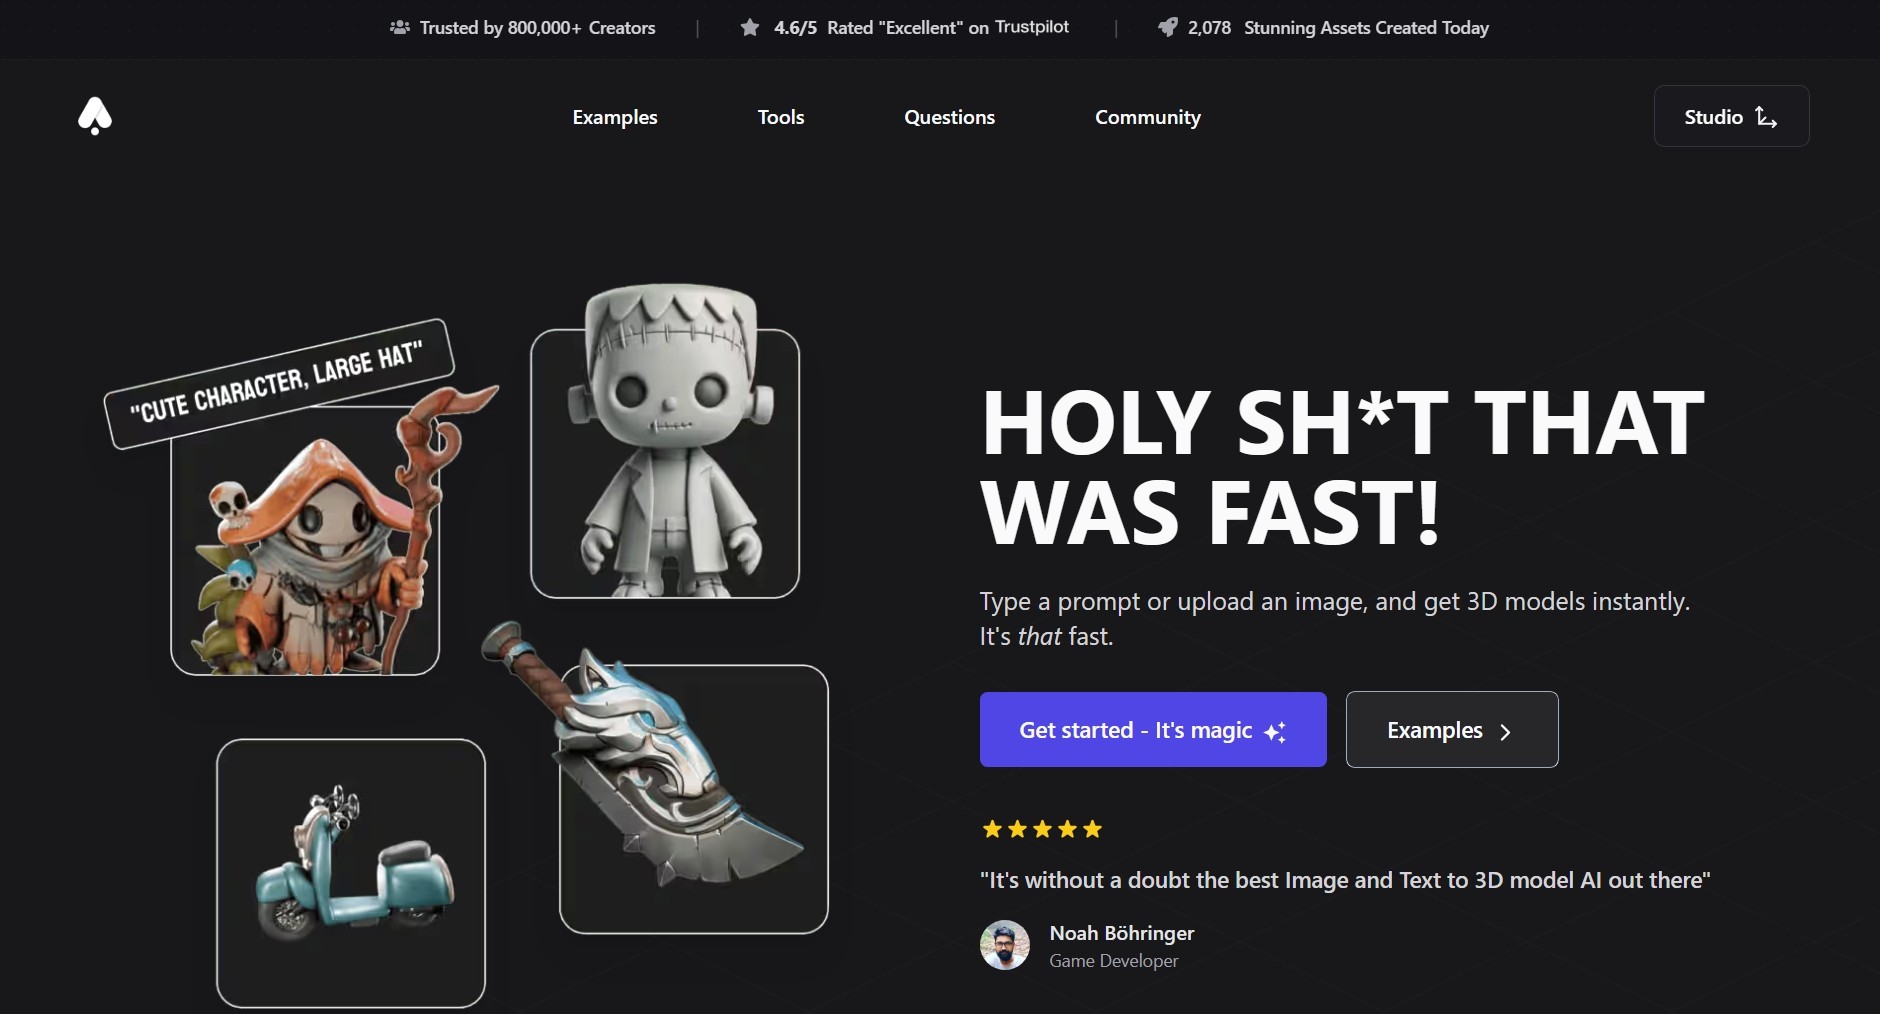 Trusted by 800,000+ Creators | 4.6/5 Rated "Excellent" on Trustpilot | 2,078 Stunning Assets Created Today
Examples Tools Questions Community Studio
"CUTE CHARACTER, LARGE HAT"
HOLY SH*T THAT
WAS FAST!
Type a prompt or upload an image, and get 3D models instantly.
It's that fast.
Get started - It's magic Examples
"It's without a doubt the best Image and Text to 3D model AI out there"
Noah Böhringer
Game Developer